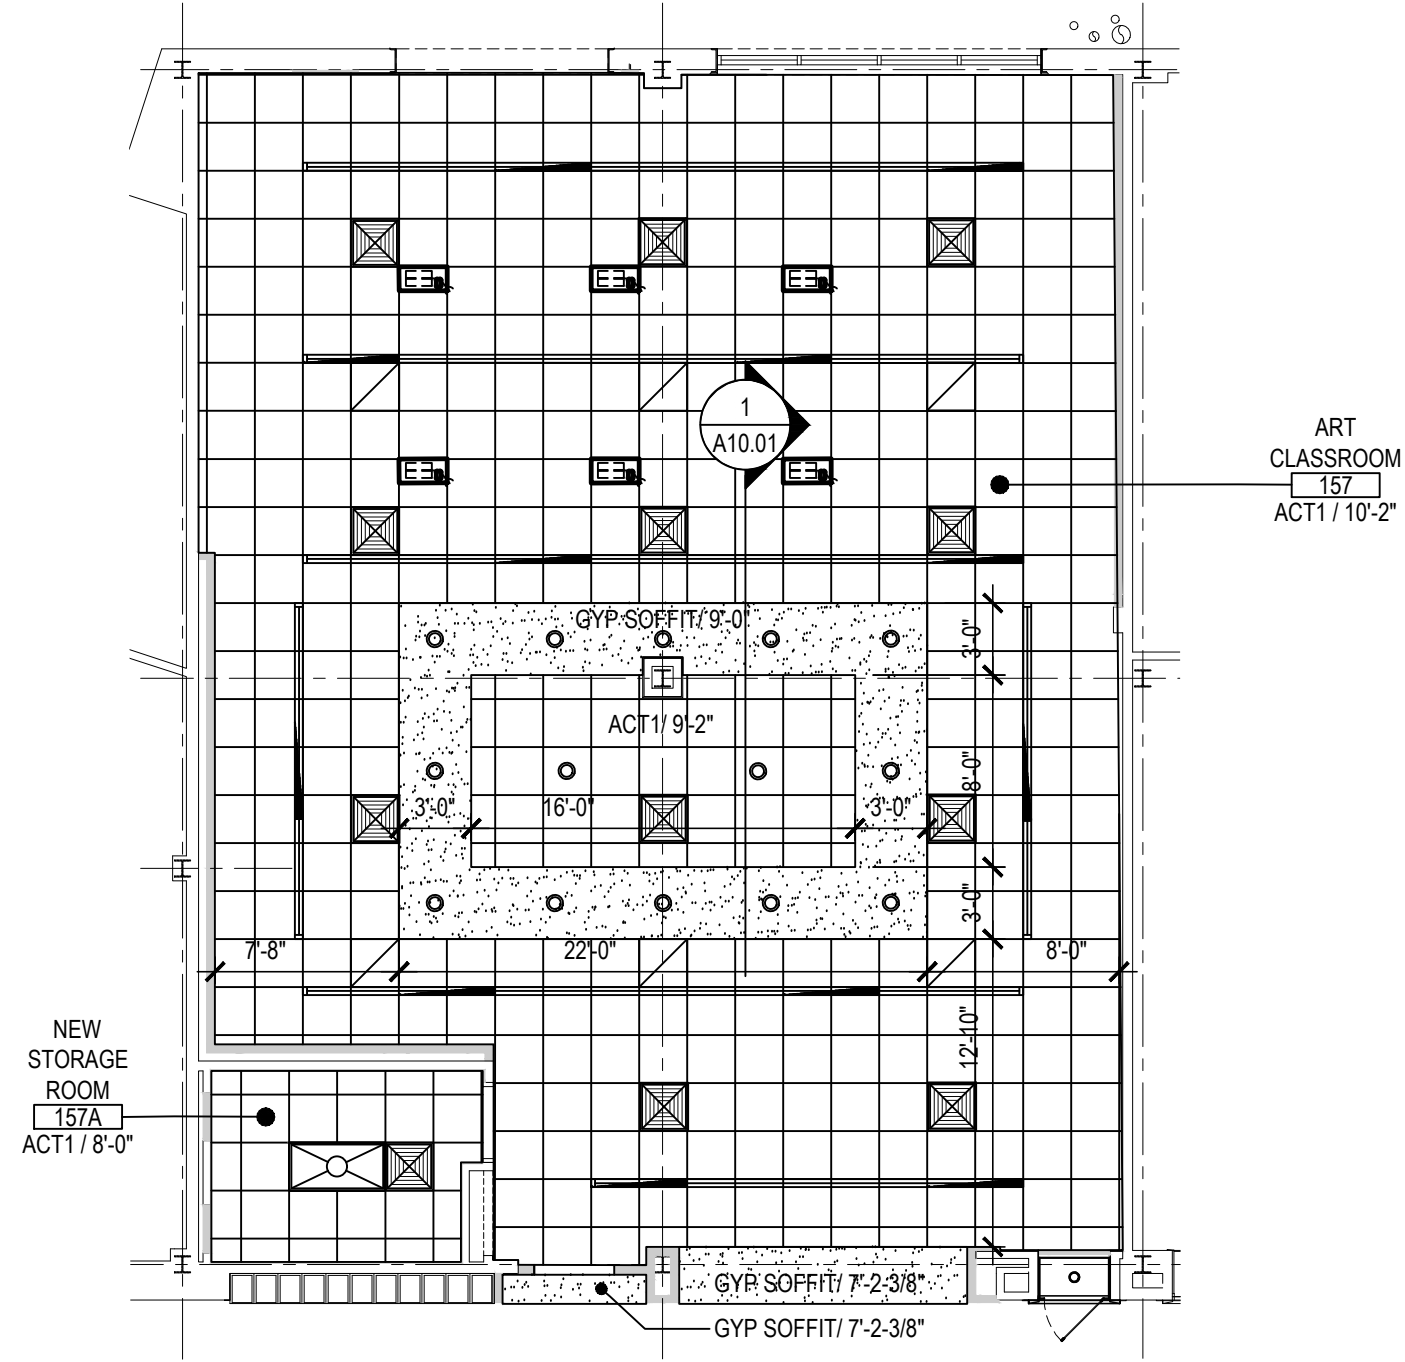 1
A10.01
ART
CLASSROOM
157
ACT1 / 10'-2"
GYP SOFFIT/ 9'-0"
3'-0"
ACT1/ 9'-2"
8'-0"
3'-0"
16'-0"
3'-0"
3'-0"
7'-8"
22'-0"
8'-0"
12'-10"
NEW
STORAGE
ROOM
157A
ACT1 / 8'-0"
GYP SOFFIT/ 7'-2-3/8"
GYP SOFFIT/ 7'-2-3/8"